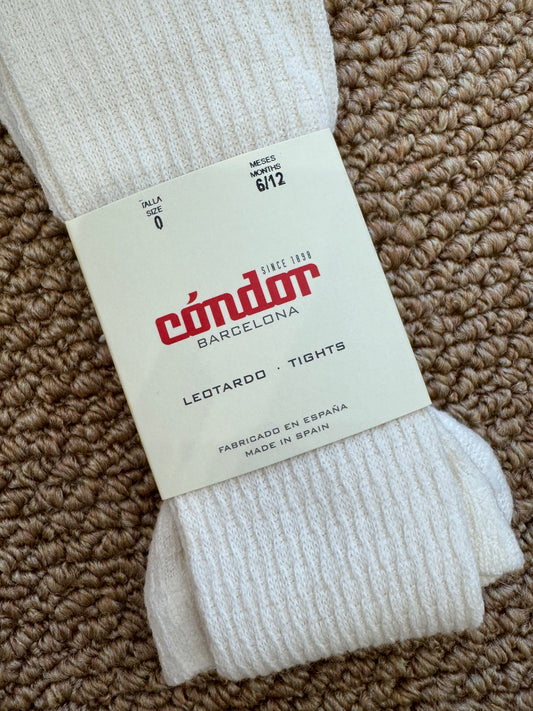 TALLA
SIZE
0
MESES
MONTHS
6/12
SINCE 1898
cóndor
BARCELONA
LEOTARDO · TIGHTS
FABRICADO EN ESPAÑA
MADE IN SPAIN